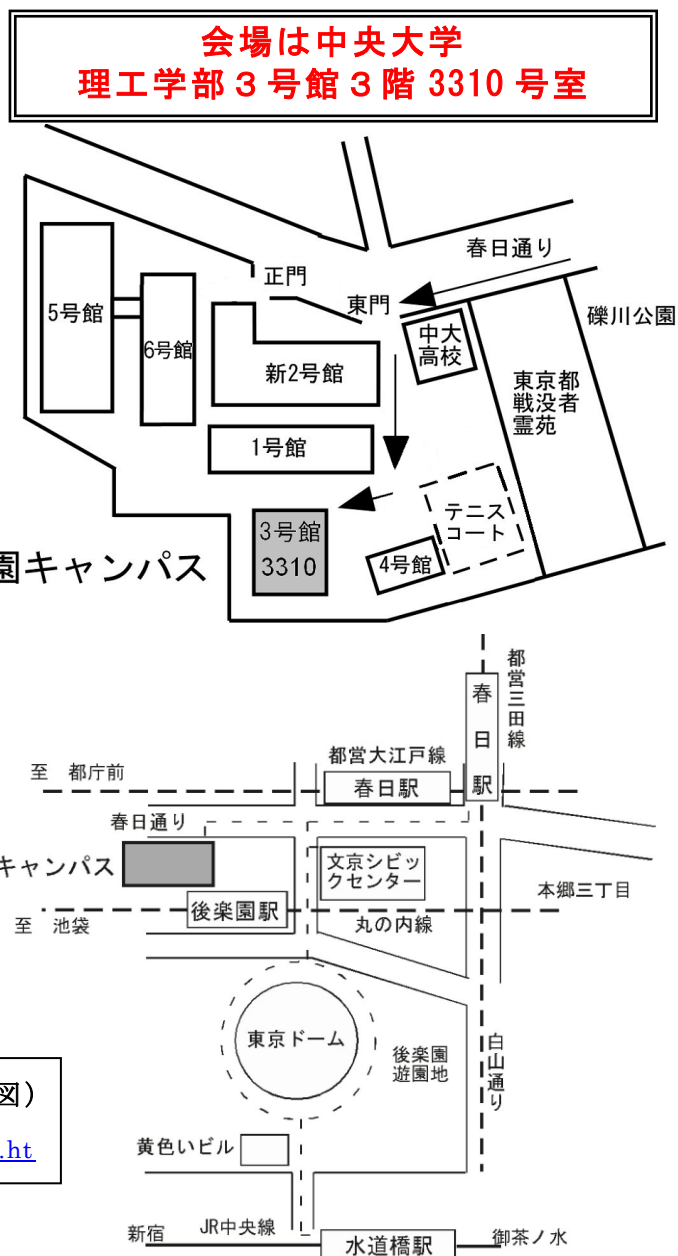 会場は中央大学
理工学部３号館３階 3310 号室
春日通り
正門
東門
礫川公園
5号館
6号館
新2号館
中大
高校
東京都
戦没者
霊苑
1号館
テニス
コート
3号館
3310
4号館
園キャンパス
都営三田線
春日駅
都営大江戸線
至 都庁前
春日駅
春日通り
キャンパス
文京シビッ
クセンター
本郷三丁目
後楽園駅
至 池袋
丸の内線
東京ドーム
後楽園
遊園地
白山通り
図）
.ht
黄色いビル
新宿
JR中央線
水道橋駅
御茶ノ水